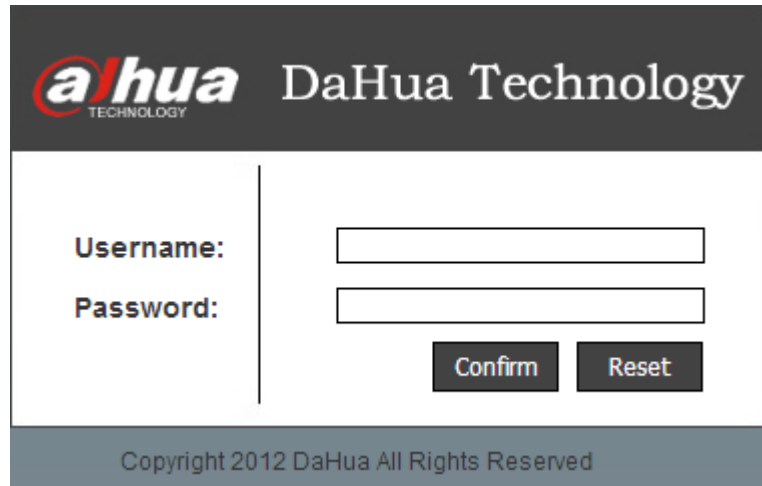 alhua
TECHNOLOGY
DaHua Technology
Username:
Password:
Confirm Reset
Copyright 2012 DaHua All Rights Reserved